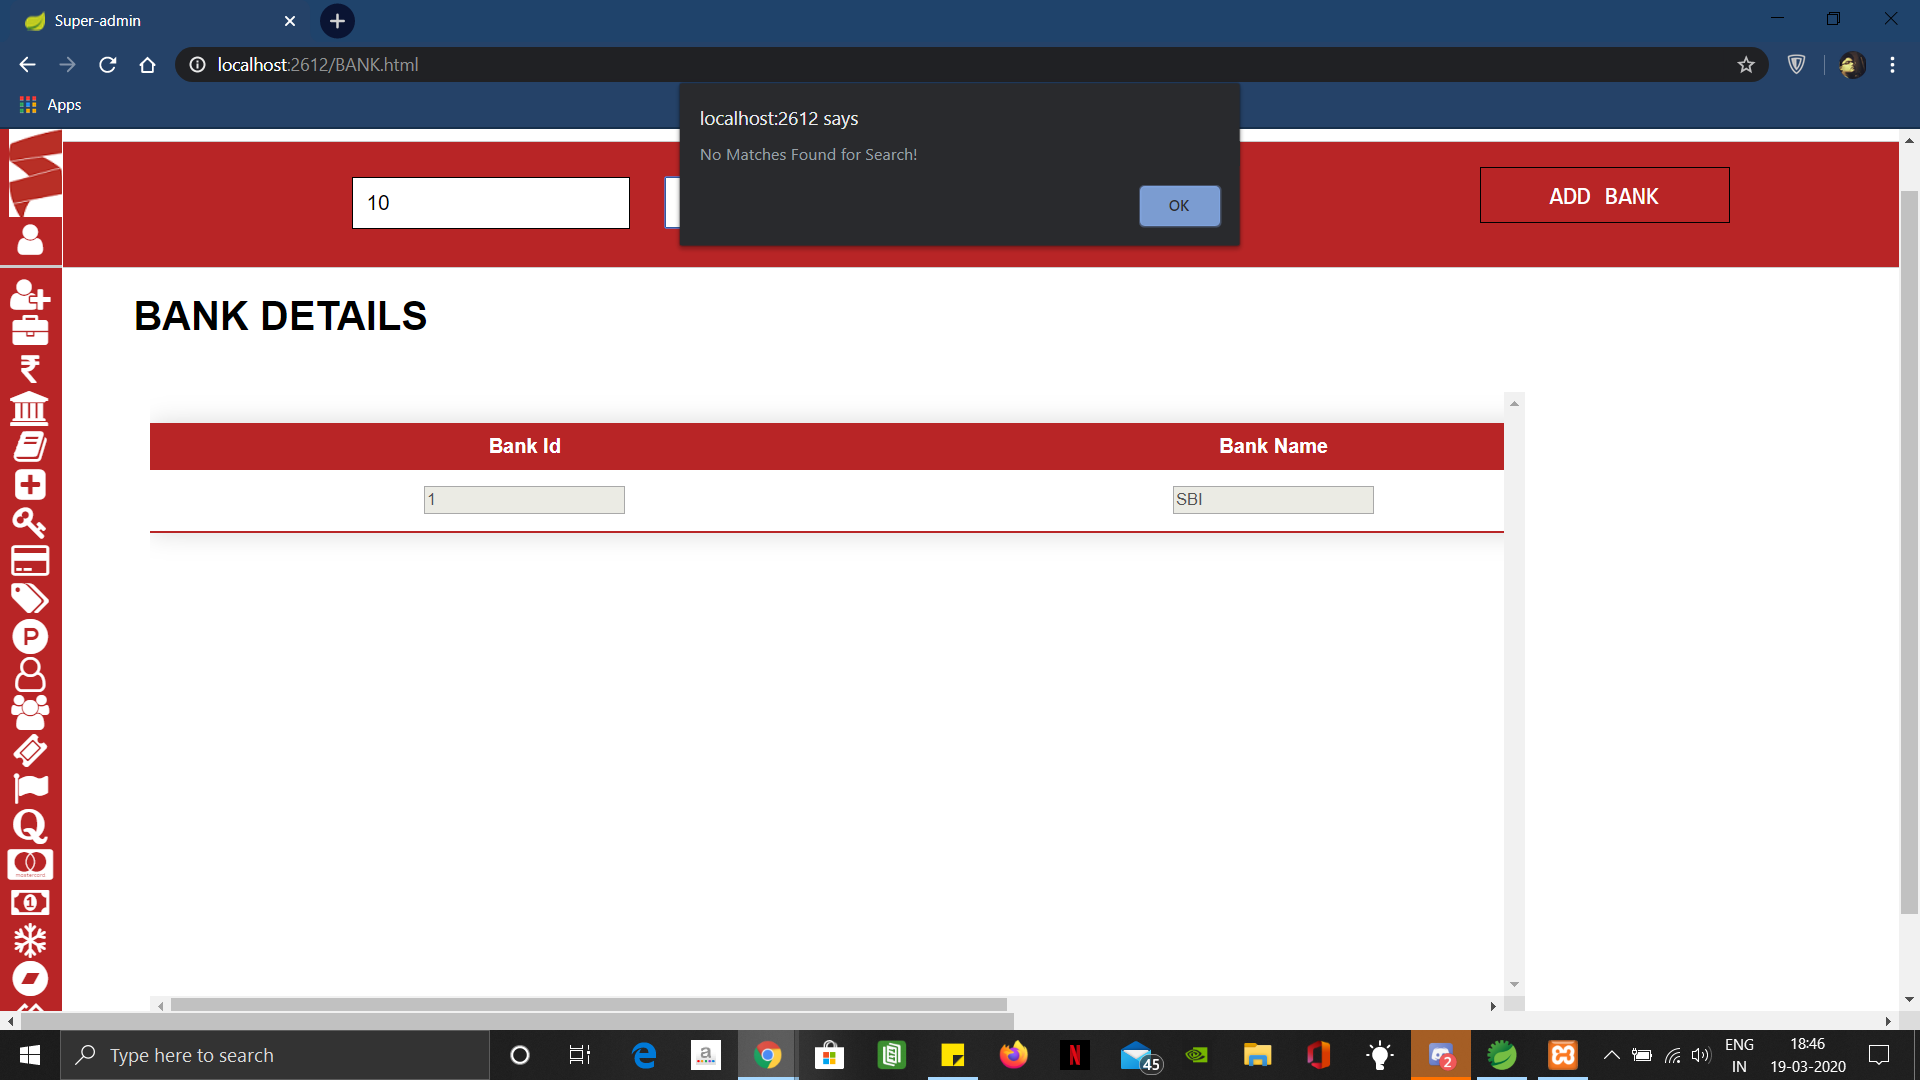 Super-admin
localhost:2612/BANK.html
Apps
localhost:2612 says
No Matches Found for Search!
OK
10
ADD BANK
BANK DETAILS
Bank Id
Bank Name
1
SBI
P
Q
mastercard
1
Type here to search
a
N
45
2
ENG
IN
18:46
19-03-2020